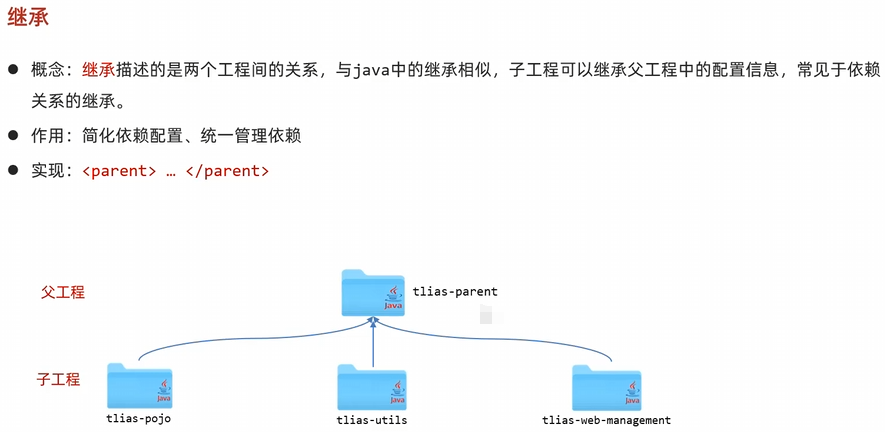 继承
● 概念：继承描述的是两个工程间的关系，与java中的继承相似，子工程可以继承父工程中的配置信息，常见于依赖
关系的继承。
● 作用：简化依赖配置、统一管理依赖
● 实现：<parent> … </parent>
父工程
Java
tlias-parent
子工程
Java
Java
Java
tlias-pojo
tlias-utils
tlias-web-management